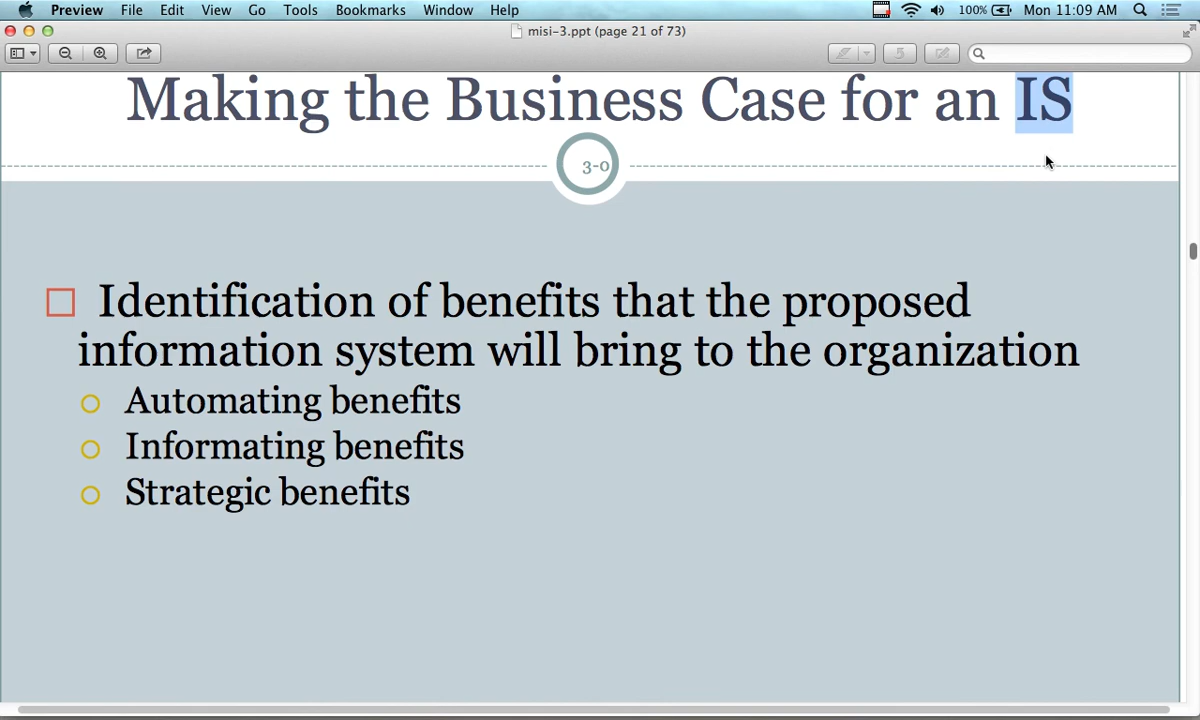 Preview File Edit View Go Tools Bookmarks Window Help 100% Mon 11:09 AM
misi-3.ppt (page 21 of 73)
Making the Business Case for an IS
3-0
Identification of benefits that the proposed
information system will bring to the organization
Automating benefits
Informating benefits
Strategic benefits